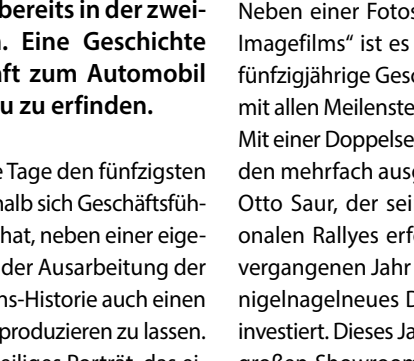 bereits in der zwei-
. Eine Geschichte
aft zum Automobil
u zu erfinden.
e Tage den fünfzigsten
halb sich Geschäftsfüh-
hat, neben einer eige-
der Ausarbeitung der
ns-Historie auch einen
produzieren zu lassen.
Neben einer Fotos
Imagefilms“ ist es
fünfzigjährige Gesc
mit allen Meilenste
Mit einer Doppelse
den mehrfach ausg
Otto Saur, der sei
onalen Rallyes erfo
vergangenen Jahr
nigelnagelneues D
investiert. Dieses Ja